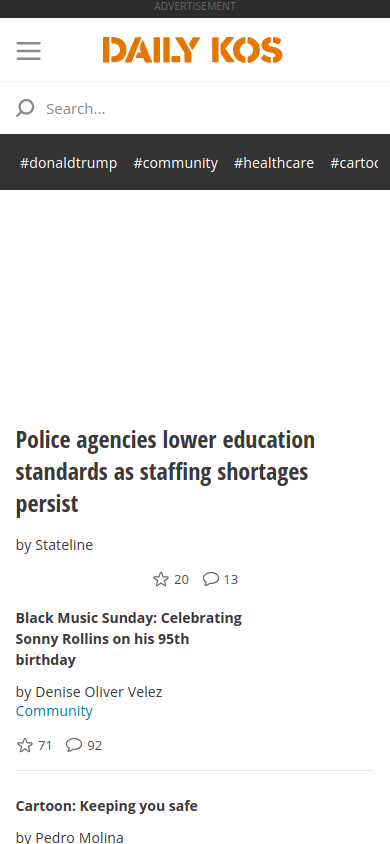 ADVERTISEMENT
DAILY KOS
Search...
#donaldtrump #community #healthcare #cartoo
Police agencies lower education
standards as staffing shortages
persist
by Stateline
20 13
Black Music Sunday: Celebrating
Sonny Rollins on his 95th
birthday
by Denise Oliver Velez
Community
71 92
Cartoon: Keeping you safe
by Pedro Molina